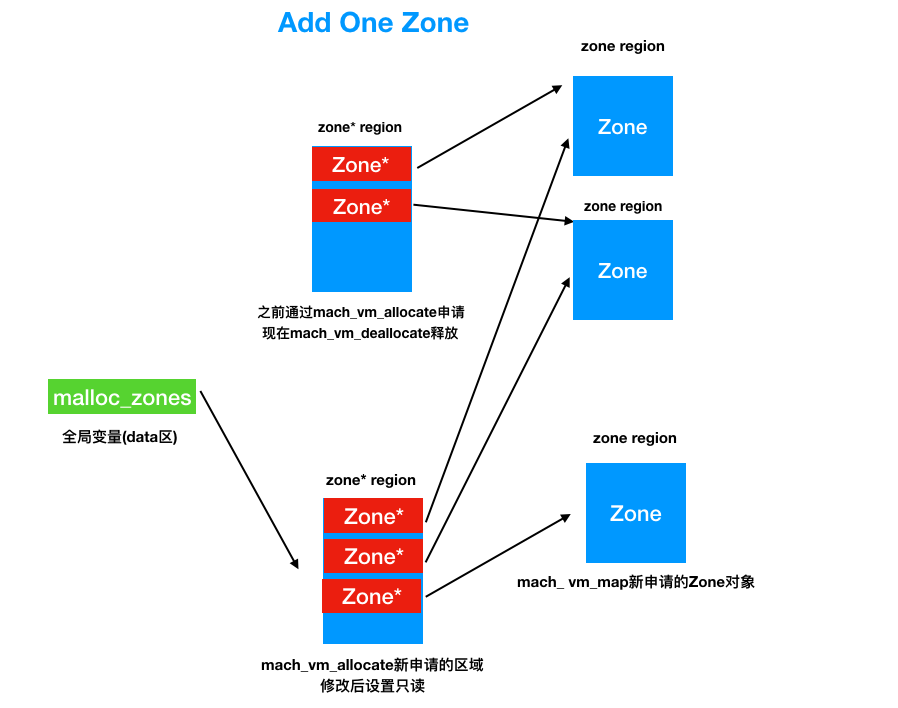 Add One Zone
zone region
Zone
zone* region
Zone*
Zone*
zone region
Zone
之前通过mach_vm_allocate申请
现在mach_vm_deallocate释放
malloc_zones
全局变量(data区)
zone region
Zone
mach_ vm_map新申请的Zone对象
zone* region
Zone*
Zone*
Zone*
mach_vm_allocate新申请的区域
修改后设置只读